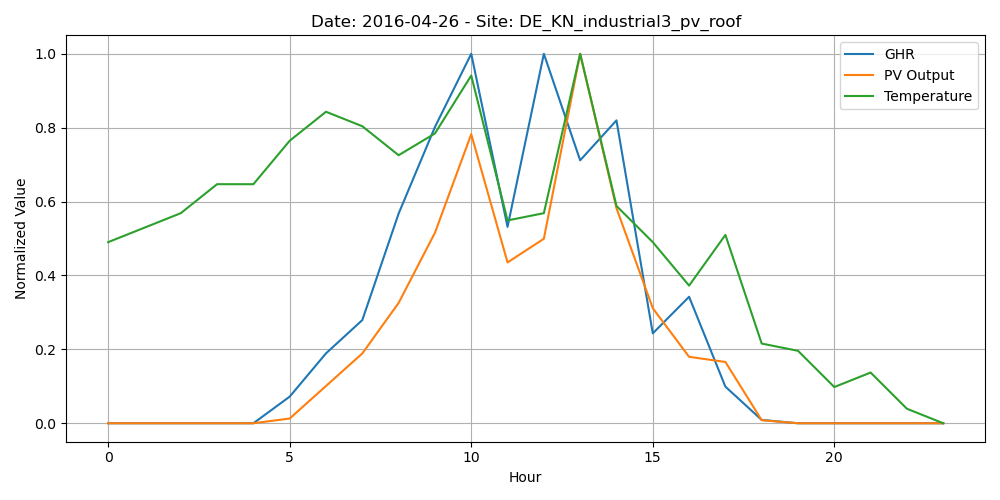 Date: 2016-04-26 - Site: DE_KN_industrial3_pv_roof
GHR
PV Output
Temperature
Normalized Value
1.0
0.8
0.6
0.4
0.2
0.0
0 5 10 15 20
Hour